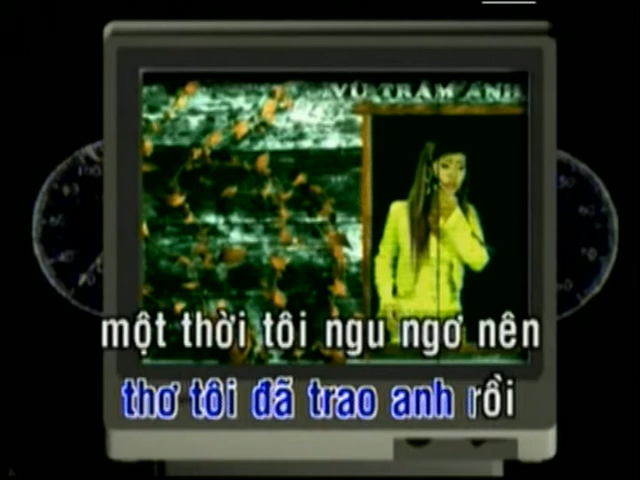 VŨ TRÂM ANH
một thời tôi ngu ngơ nên
thơ tôi đã trao anh rồi